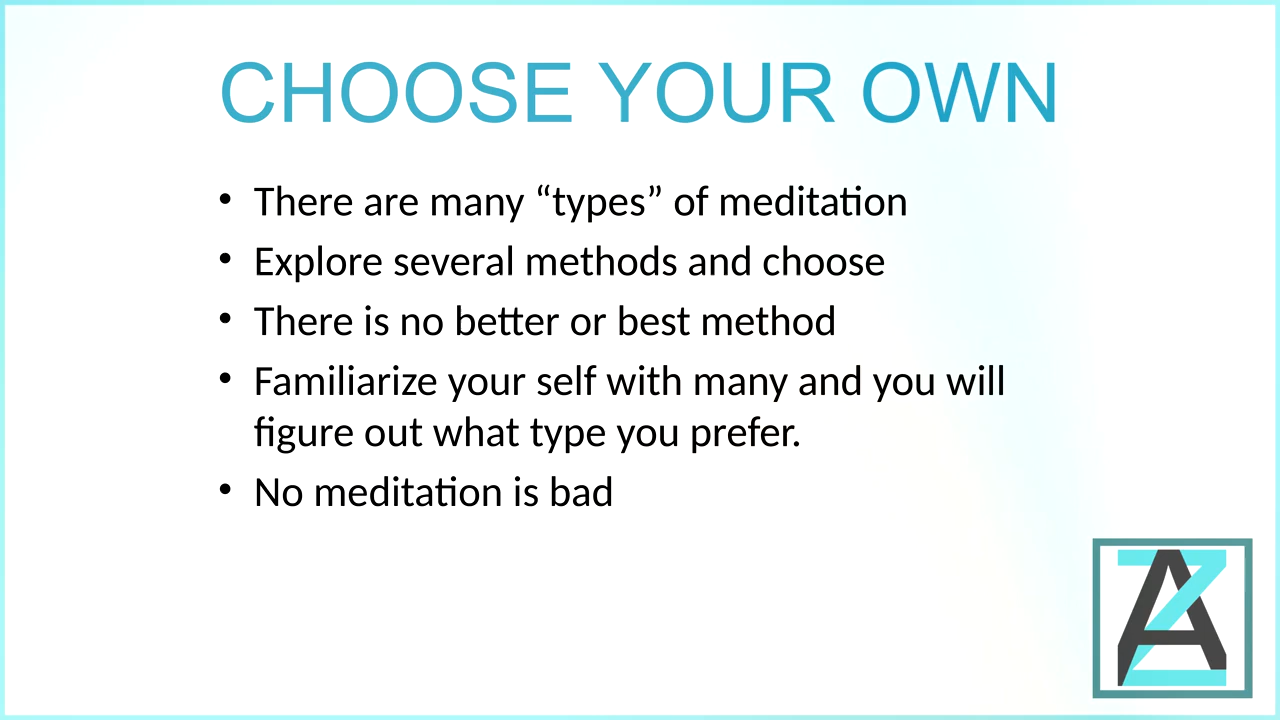 CHOOSE YOUR OWN
• There are many “types” of meditation
• Explore several methods and choose
• There is no better or best method
• Familiarize your self with many and you will
figure out what type you prefer.
• No meditation is bad
AZ